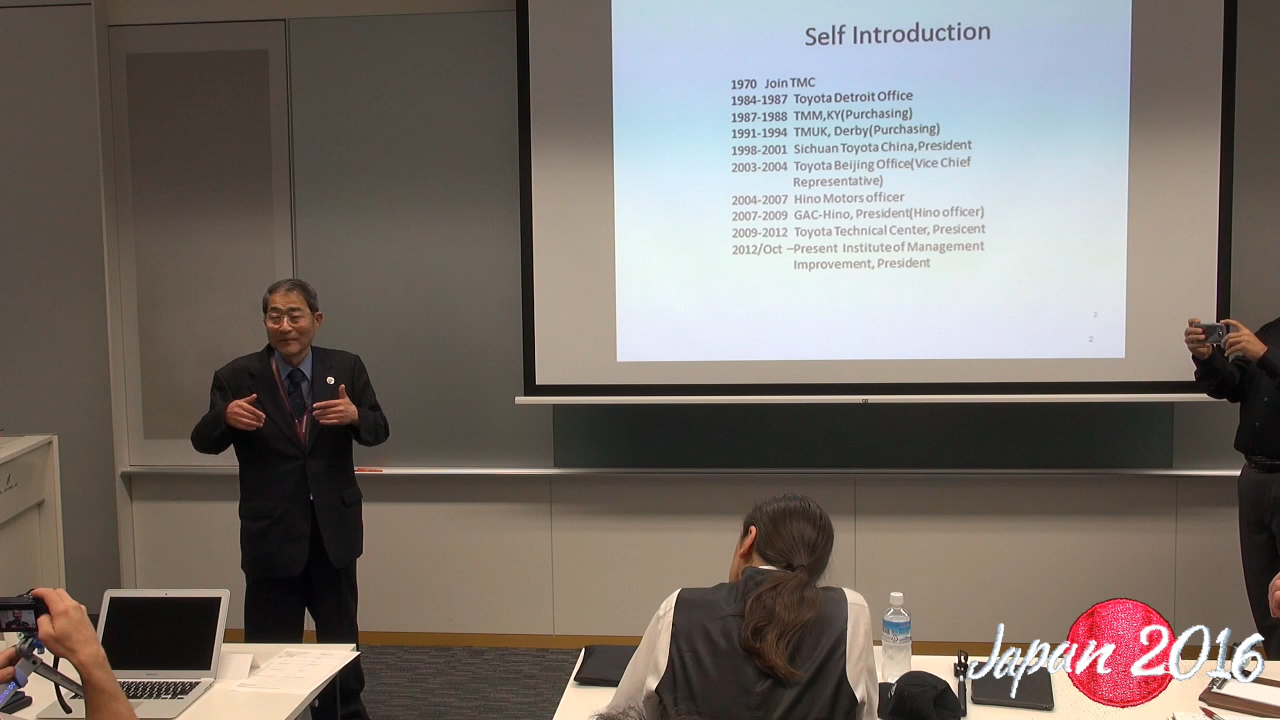 Self Introduction
1970 Join TMC
1984-1987 Toyota Detroit Office
1987-1988 TMM,KY(Purchasing)
1991-1994 TMUK, Derby(Purchasing)
1998-2001 Sichuan Toyota China,President
2003-2004 Toyota Beijing Office(Vice Chief
Representative)
2004-2007 Hino Motors officer
2007-2009 GAC-Hino, President(Hino officer)
2009-2012 Toyota Technical Center, Presicent
2012/Oct –Present Institute of Management
Improvement, President
2
2
Japan 2016